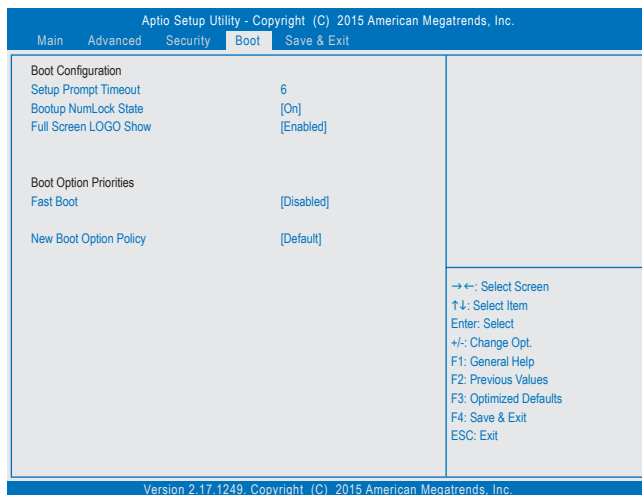 Aptio Setup Utility - Copyright (C) 2015 American Megatrends, Inc.
Main Advanced Security Boot Save & Exit
Boot Configuration
Setup Prompt Timeout 6
Bootup NumLock State [On]
Full Screen LOGO Show [Enabled]
Boot Option Priorities
Fast Boot [Disabled]
New Boot Option Policy [Default]
→←: Select Screen
↑↓: Select Item
Enter: Select
+/-: Change Opt.
F1: General Help
F2: Previous Values
F3: Optimized Defaults
F4: Save & Exit
ESC: Exit
Version 2.17.1249. Copyright (C) 2015 American Megatrends, Inc.